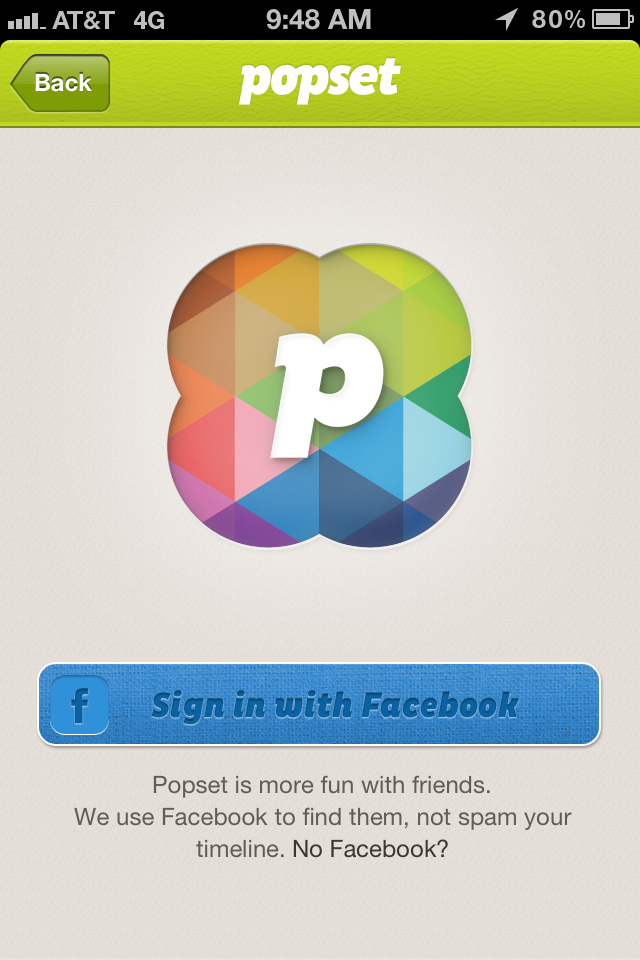 AT&T 4G 9:48 AM 80%
Back popset
p
f Sign in with Facebook
Popset is more fun with friends.
We use Facebook to find them, not spam your
timeline. No Facebook?